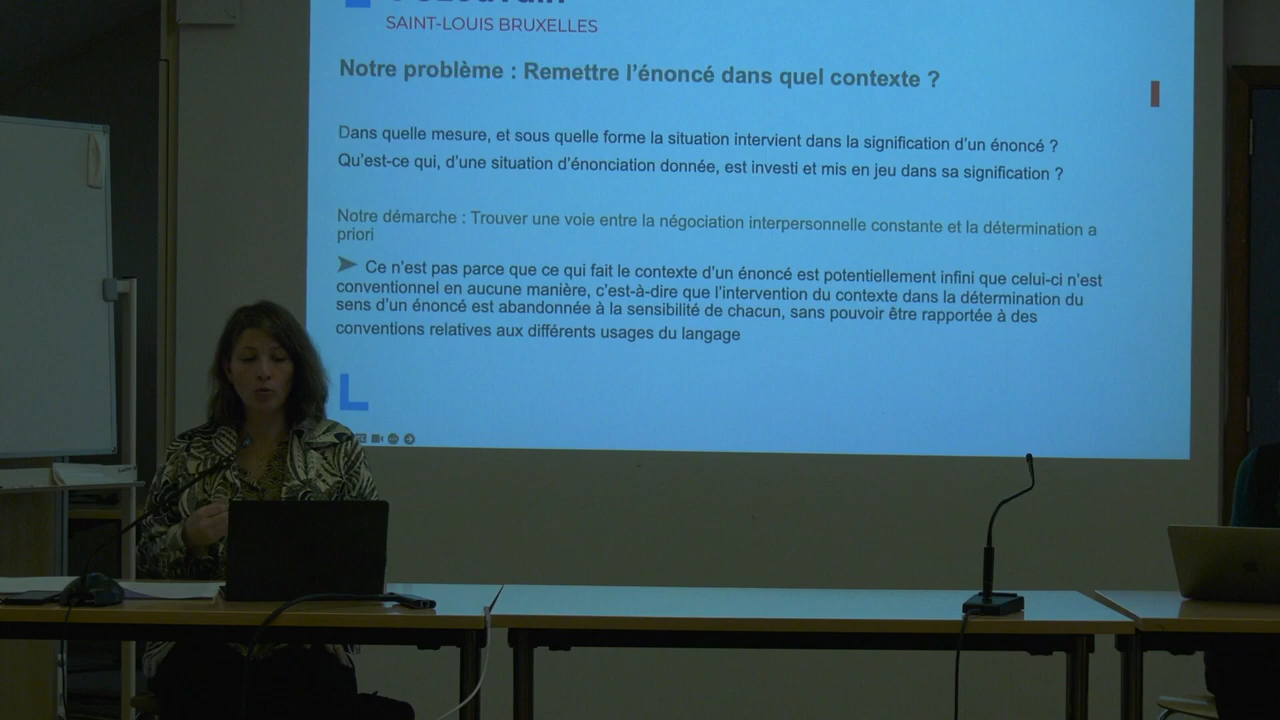 SAINT-LOUIS BRUXELLES
Notre problème : Remettre l'énoncé dans quel contexte ?
Dans quelle mesure, et sous quelle forme la situation intervient dans la signification d'un énoncé ?
Qu'est-ce qui, d'une situation d'énonciation donnée, est investi et mis en jeu dans sa signification ?
Notre démarche : Trouver une voie entre la négociation interpersonnelle constante et la détermination a
priori
➤ Ce n'est pas parce que ce qui fait le contexte d'un énoncé est potentiellement infini que celui-ci n'est
conventionnel en aucune manière, c'est-à-dire que l'intervention du contexte dans la détermination du
sens d'un énoncé est abandonnée à la sensibilité de chacun, sans pouvoir être rapportée à des
conventions relatives aux différents usages du langage